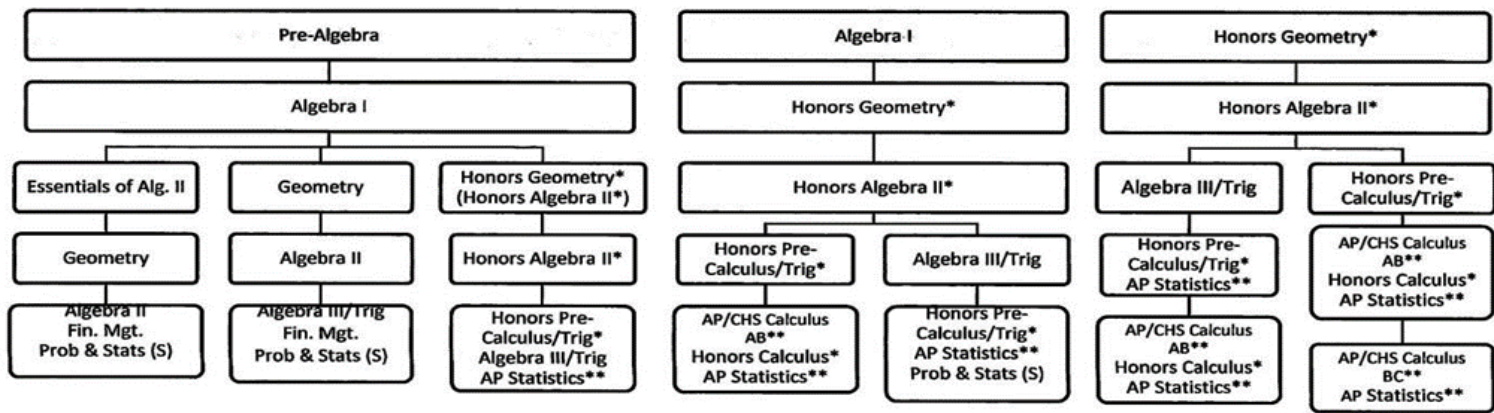 Pre-Algebra
Algebra I
Essentials of Alg. II
Geometry
Algebra II
Fin. Mgt.
Prob & Stats (S)
Geometry
Algebra II
Algebra III/Trig
Fin. Mgt.
Prob & Stats (S)
Honors Geometry*
(Honors Algebra II*)
Honors Algebra II*
Honors Pre-
Calculus/Trig*
Algebra III/Trig
AP Statistics**
Algebra I
Honors Geometry*
Honors Algebra II*
Honors Pre-
Calculus/Trig*
AP/CHS Calculus
AB**
Honors Calculus*
AP Statistics**
Algebra III/Trig
Honors Pre-
Calculus/Trig*
AP Statistics**
Prob & Stats (S)
Honors Geometry*
Honors Algebra II*
Algebra III/Trig
Honors Pre-
Calculus/Trig*
AP Statistics**
AP/CHS Calculus
AB**
Honors Calculus*
AP Statistics**
Honors Pre-
Calculus/Trig*
AP/CHS Calculus
AB**
Honors Calculus*
AP Statistics**
AP/CHS Calculus
BC**
AP Statistics**